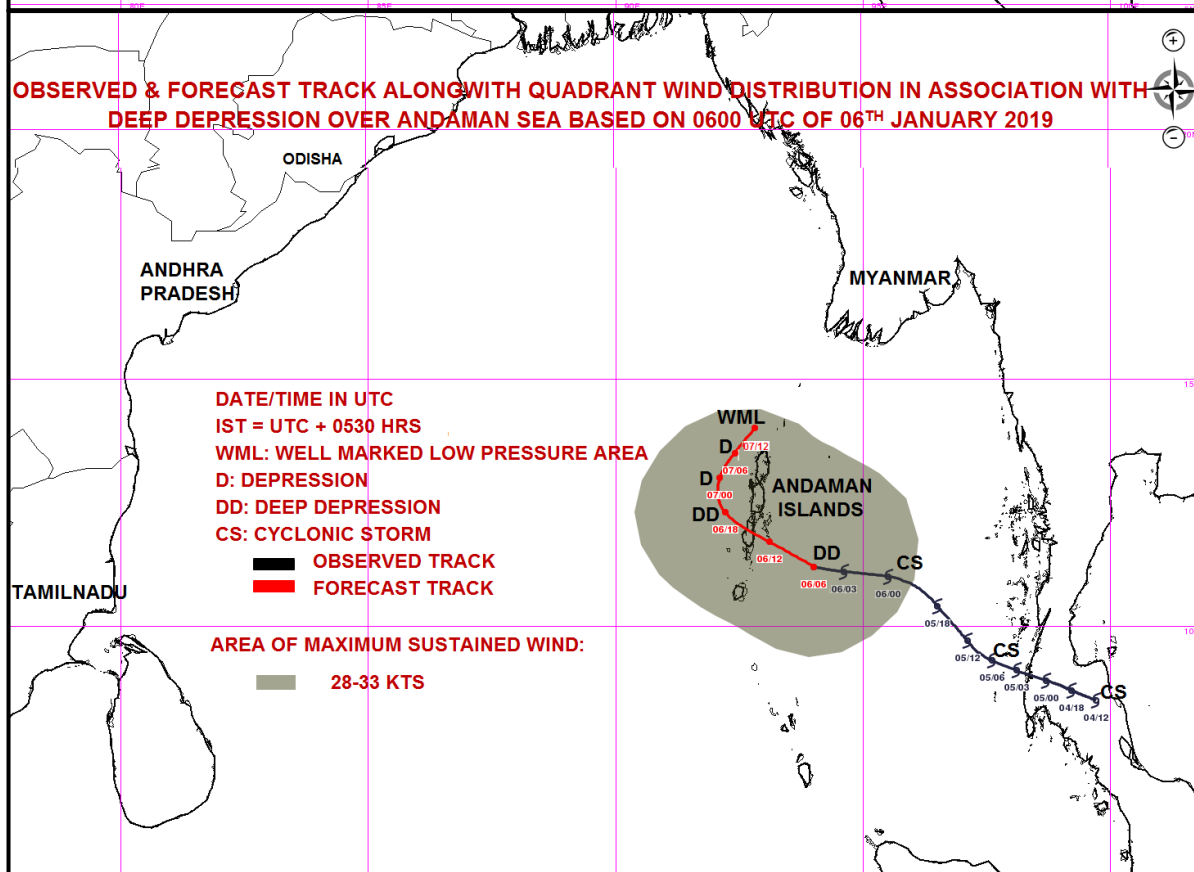 80E 85E 90E
OBSERVED & FORECAST TRACK ALONGWITH QUADRANT WIND DISTRIBUTION IN ASSOCIATION WITH
DEEP DEPRESSION OVER ANDAMAN SEA BASED ON 0600 UTC OF 06TH JANUARY 2019
ODISHA
ANDHRA
PRADESH
MYANMAR
15
DATE/TIME IN UTC
IST = UTC + 0530 HRS
WML: WELL MARKED LOW PRESSURE AREA
D: DEPRESSION
DD: DEEP DEPRESSION
CS: CYCLONIC STORM
OBSERVED TRACK
FORECAST TRACK
TAMILNADU
AREA OF MAXIMUM SUSTAINED WIND:
28-33 KTS
WML
07/12
D
07/06
D
07/00
ANDAMAN
ISLANDS
DD
06/18
06/12
DD
06/06
06/03
CS
06/00
05/18
10
05/12
CS
05/06
05/03
05/00
04/18
CS
04/12